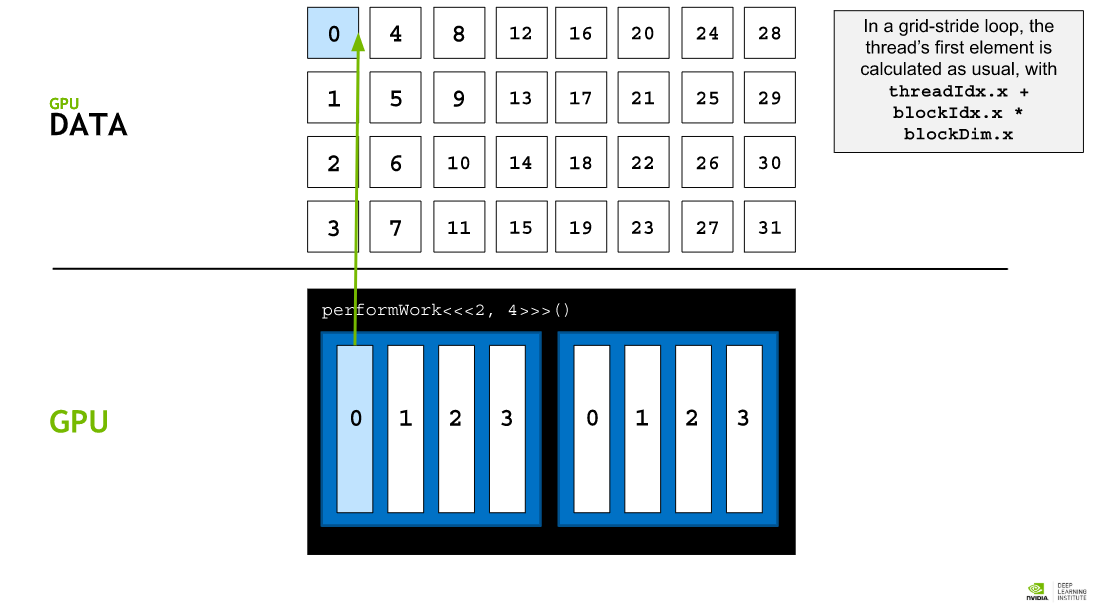 0 4 8 12 16 20 24 28
1 5 9 13 17 21 25 29
2 6 10 14 18 22 26 30
3 7 11 15 19 23 27 31
GPU
DATA
In a grid-stride loop, the
thread’s first element is
calculated as usual, with
threadIdx.x +
blockIdx.x *
blockDim.x
performWork<<<2, 4>>>()
0 1 2 3 0 1 2 3
GPU
NVIDIA
DEEP
LEARNING
INSTITUTE